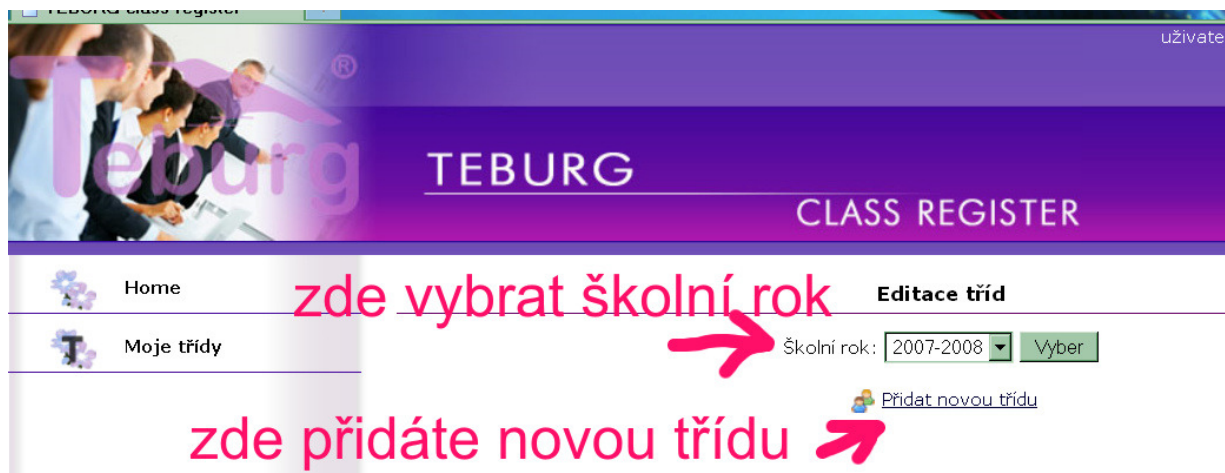 TEBURG class register
uživate
Teburg®
TEBURG
CLASS REGISTER
Home
zde vybrat školní rok
Editace tříd
Moje třídy
Školní rok: 2007-2008 Vyber
Přidat novou třídu
zde přidáte novou třídu